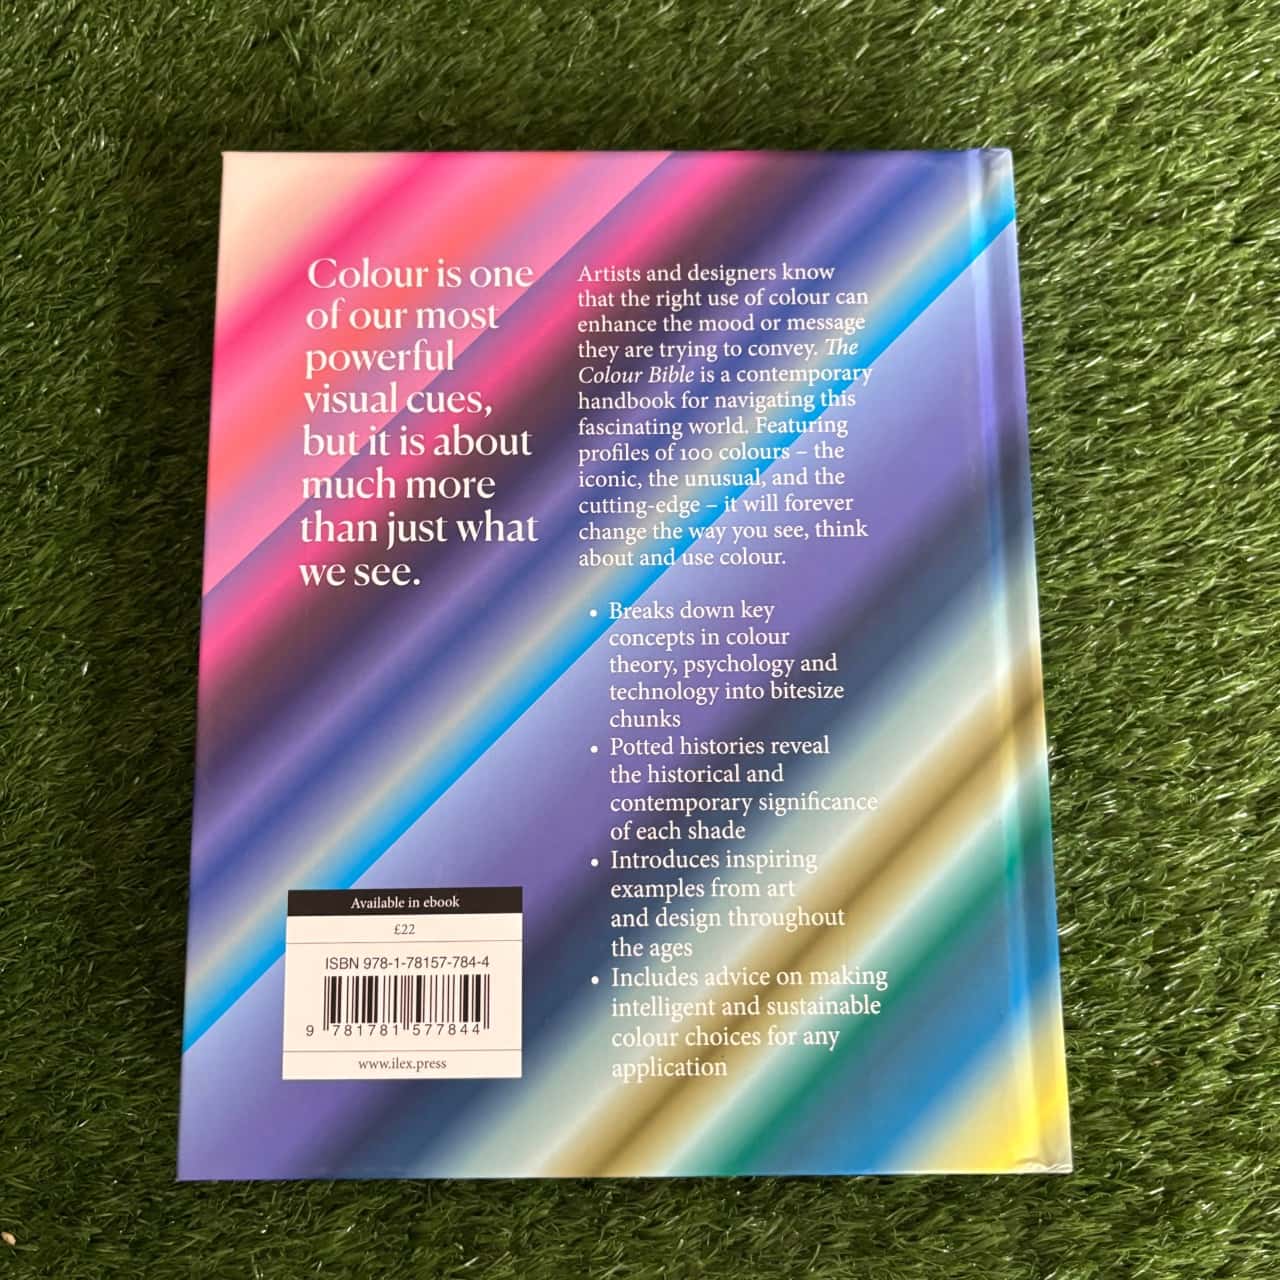 Colour is one
of our most
powerful
visual cues,
but it is about
much more
than just what
we see.
Artists and designers know
that the right use of colour can
enhance the mood or message
they are trying to convey. The
Colour Bible is a contemporary
handbook for navigating this
fascinating world. Featuring
profiles of 100 colours – the
iconic, the unusual, and the
cutting-edge – it will forever
change the way you see, think
about and use colour.
• Breaks down key
concepts in colour
theory, psychology and
technology into bitesize
chunks
• Potted histories reveal
the historical and
contemporary significance
of each shade
• Introduces inspiring
examples from art
and design throughout
the ages
• Includes advice on making
intelligent and sustainable
colour choices for any
application
Available in ebook
£22
ISBN 978-1-78157-784-4
9 781781 577844
www.ilex.press